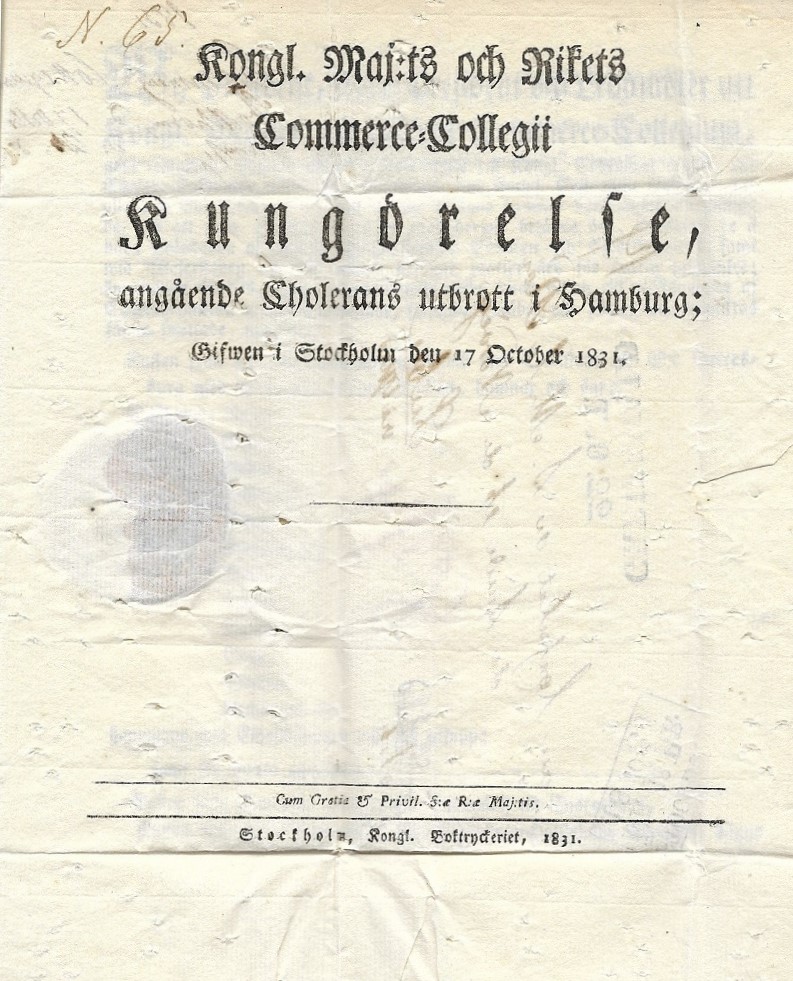 N. 65.
Kongl. Maj:ts och Rikets
Commerce-Collegii
Kungörelse,
angående Cholerans utbrott i Hamburg;
Gifwen i Stockholm den 17 October 1831.
Cum Gratia & Privil. S:æ R:æ Maj:tis.
Stockholm, Kongl. Boktryckeriet, 1831.